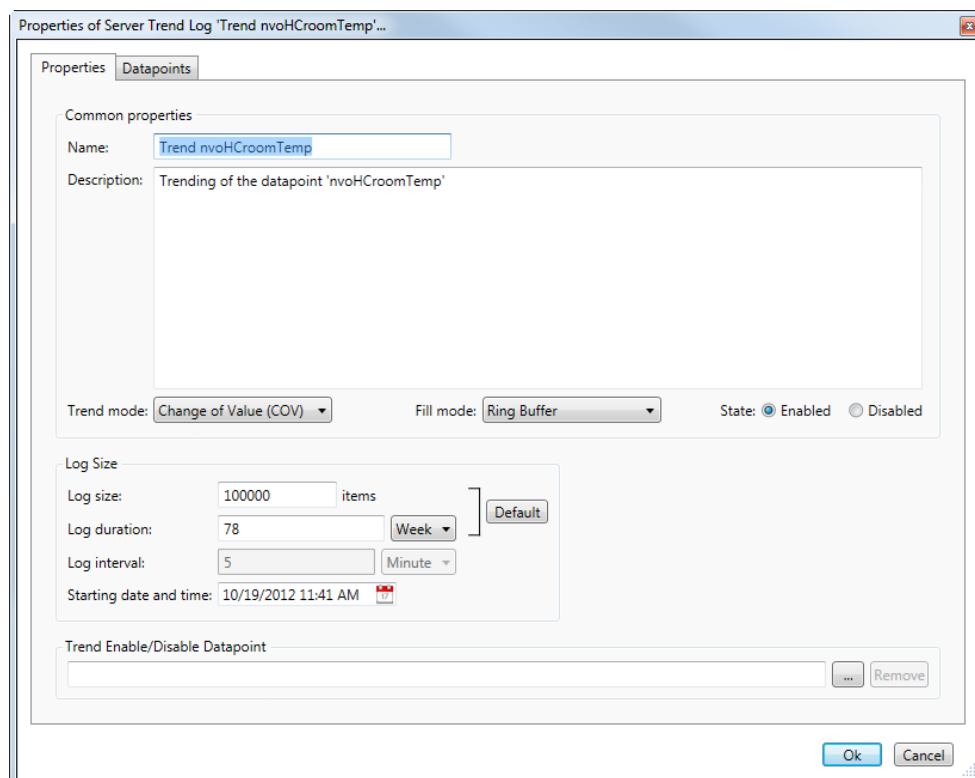 Properties of Server Trend Log 'Trend nvoHCroomTemp'...
Properties Datapoints
Common properties
Name: Trend nvoHCroomTemp
Description: Trending of the datapoint 'nvoHCroomTemp'
Trend mode: Change of Value (COV) Fill mode: Ring Buffer State: Enabled Disabled
Log Size
Log size: 100000 items
Default
Log duration: 78 Week
Log interval: 5 Minute
Starting date and time: 10/19/2012 11:41 AM 17
Trend Enable/Disable Datapoint
... Remove
Ok Cancel